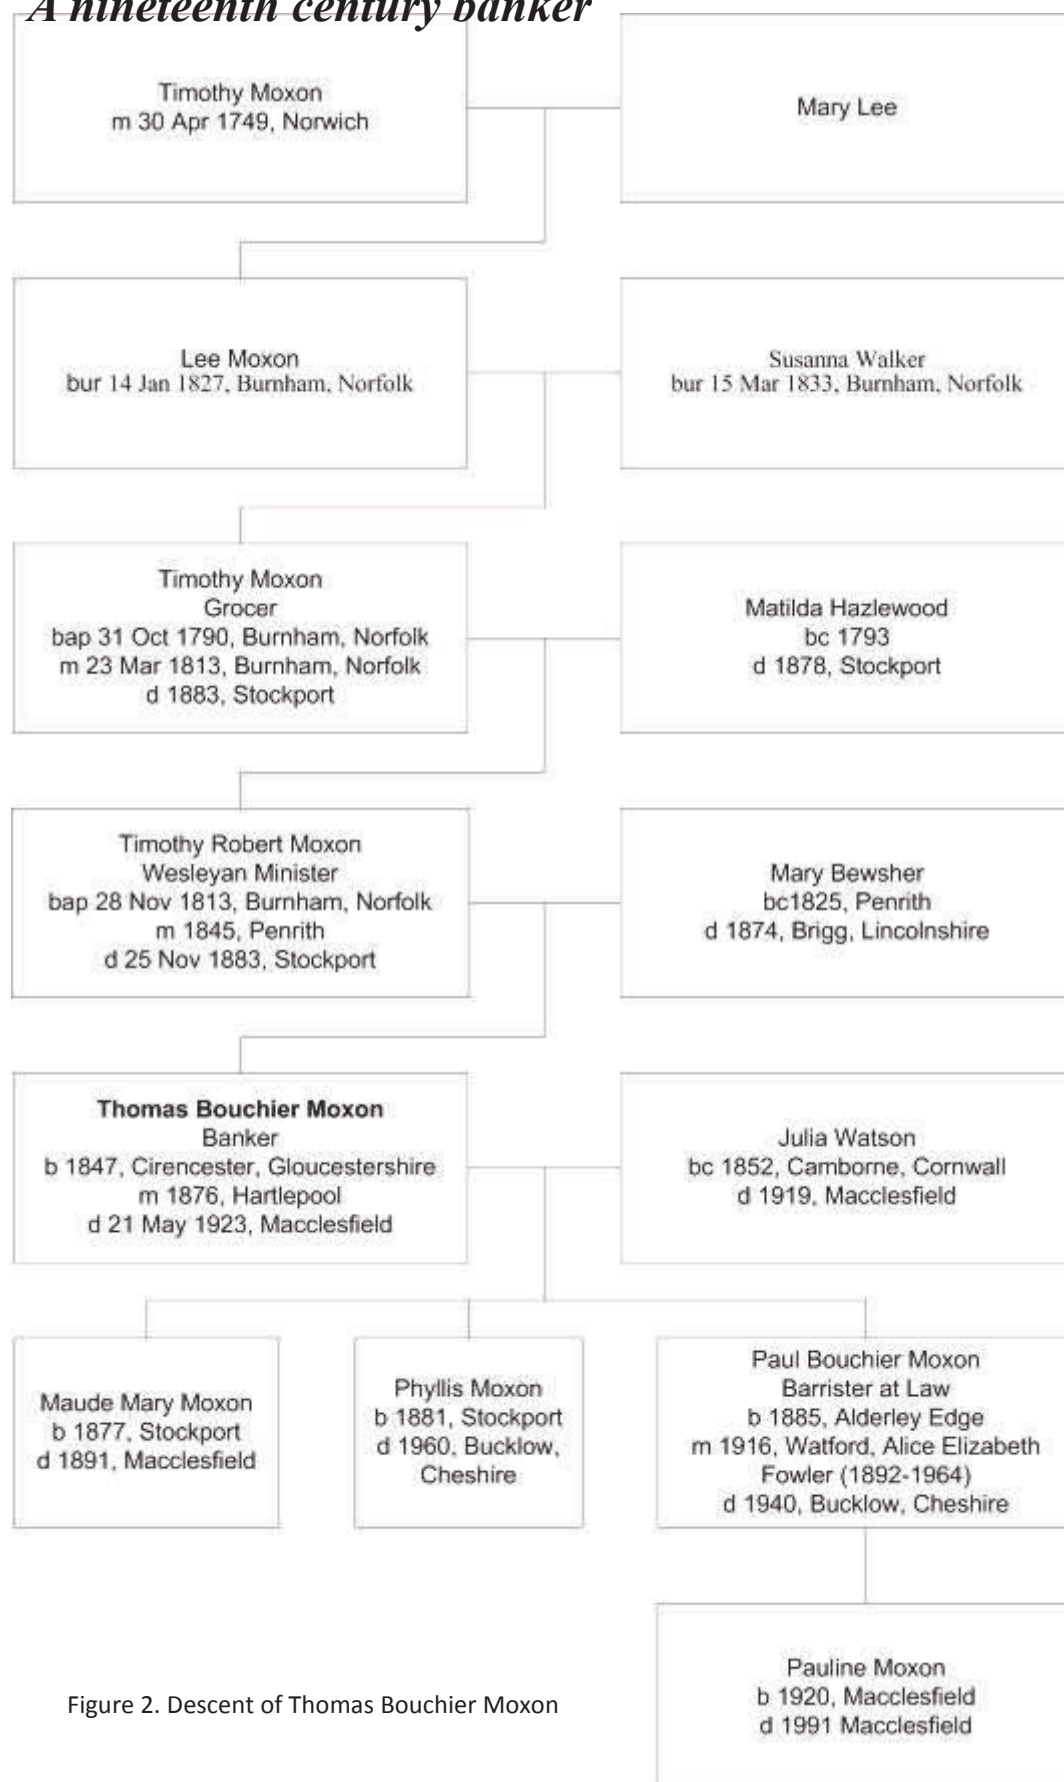 A nineteenth century banker
Timothy Moxon
m 30 Apr 1749, Norwich
Mary Lee
Lee Moxon
bur 14 Jan 1827, Burnham, Norfolk
Susanna Walker
bur 15 Mar 1833, Burnham, Norfolk
Timothy Moxon
Grocer
bap 31 Oct 1790, Burnham, Norfolk
m 23 Mar 1813, Burnham, Norfolk
d 1883, Stockport
Matilda Hazlewood
bc 1793
d 1878, Stockport
Timothy Robert Moxon
Wesleyan Minister
bap 28 Nov 1813, Burnham, Norfolk
m 1845, Penrith
d 25 Nov 1883, Stockport
Mary Bewsher
bc1825, Penrith
d 1874, Brigg, Lincolnshire
Thomas Bouchier Moxon
Banker
b 1847, Cirencester, Gloucestershire
m 1876, Hartlepool
d 21 May 1923, Macclesfield
Julia Watson
bc 1852, Camborne, Cornwall
d 1919, Macclesfield
Maude Mary Moxon
b 1877, Stockport
d 1891, Macclesfield
Phyllis Moxon
b 1881, Stockport
d 1960, Bucklow,
Cheshire
Paul Bouchier Moxon
Barrister at Law
b 1885, Alderley Edge
m 1916, Watford, Alice Elizabeth
Fowler (1892-1964)
d 1940, Bucklow, Cheshire
Pauline Moxon
b 1920, Macclesfield
d 1991 Macclesfield
Figure 2. Descent of Thomas Bouchier Moxon